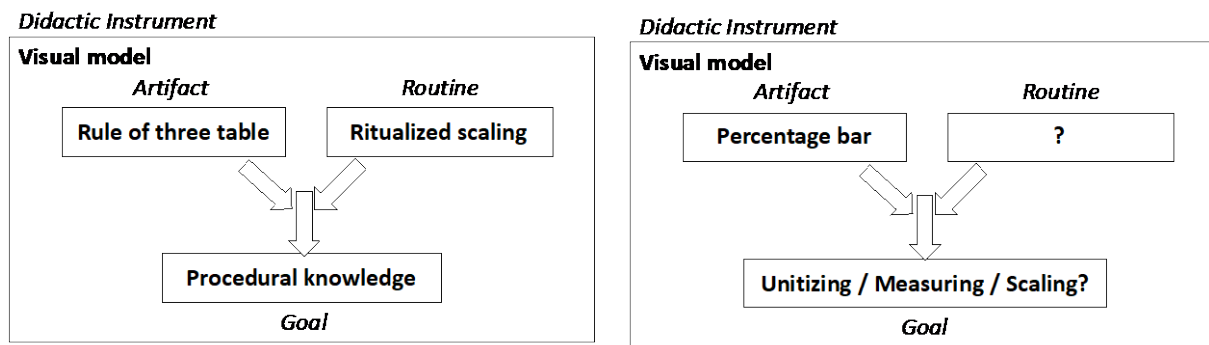 Didactic Instrument
Visual model
Artifact
Routine
Rule of three table
Ritualized scaling
Procedural knowledge
Goal
Didactic Instrument
Visual model
Artifact
Routine
Percentage bar
?
Unitizing / Measuring / Scaling?
Goal